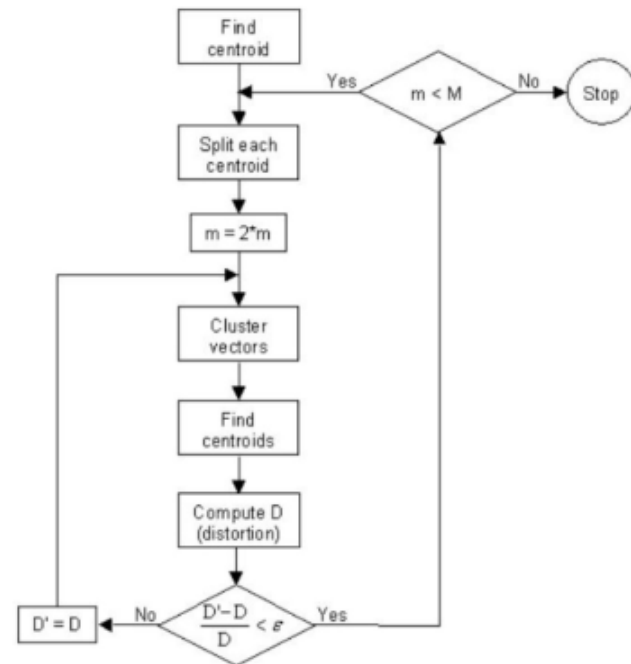 Find
centroid
Yes
m < M
No
Stop
Split each
centroid
m = 2*m
Cluster
vectors
Find
centroids
Compute D
(distortion)
D' = D
No
D'−D
D
< ε
Yes